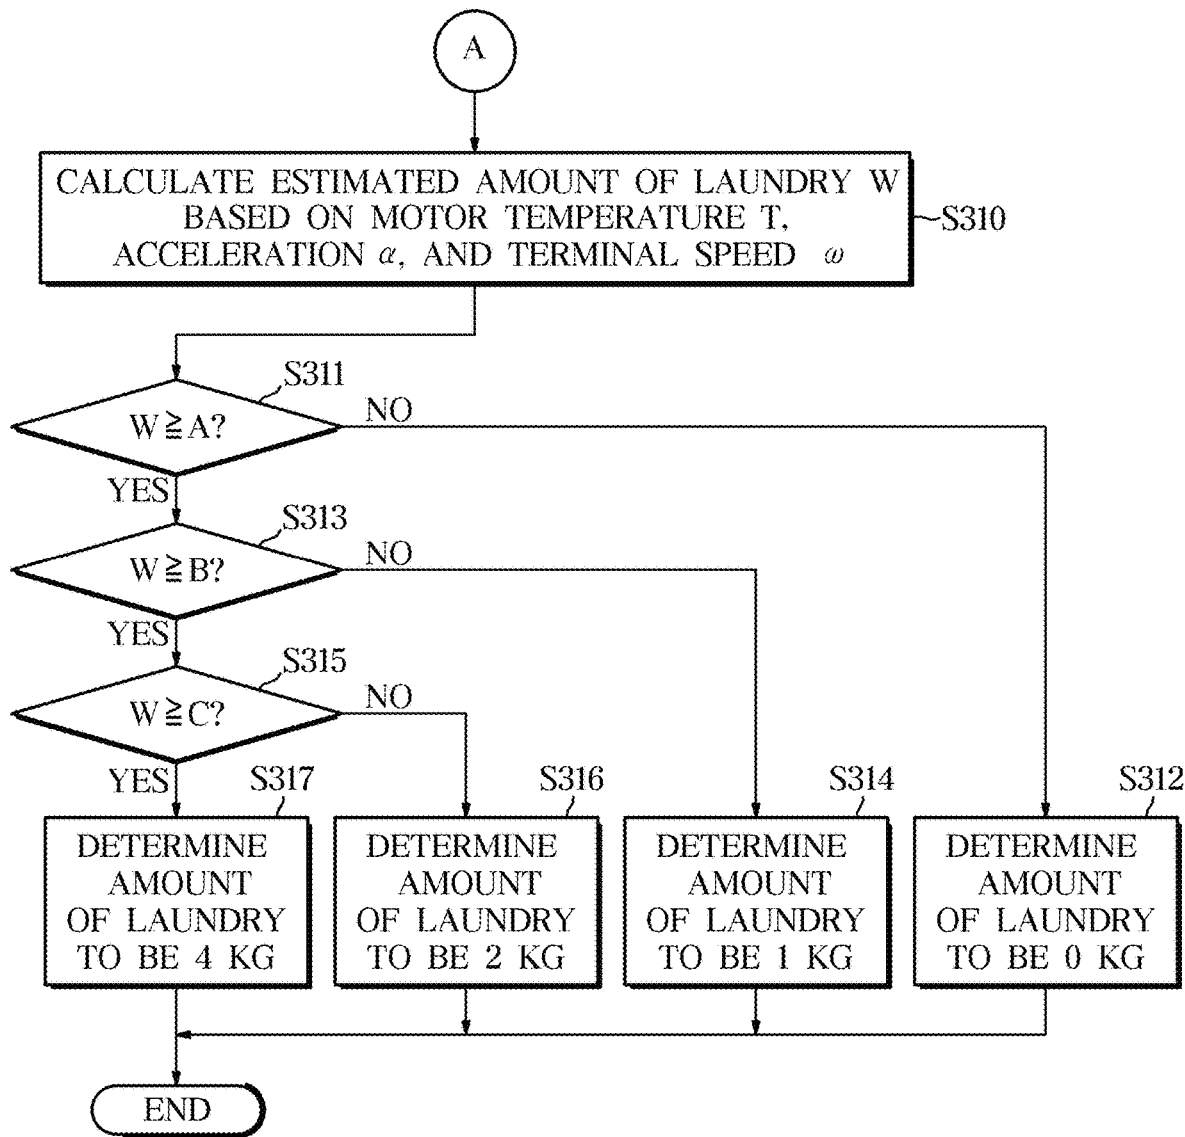 A
CALCULATE ESTIMATED AMOUNT OF LAUNDRY W
BASED ON MOTOR TEMPERATURE T,
ACCELERATION α, AND TERMINAL SPEED ω
S310
S311
W≧A?
NO
YES
S313
W≧B?
NO
YES
S315
W≧C?
NO
YES
S317
DETERMINE
AMOUNT
OF LAUNDRY
TO BE 4 KG
S316
DETERMINE
AMOUNT
OF LAUNDRY
TO BE 2 KG
S314
DETERMINE
AMOUNT
OF LAUNDRY
TO BE 1 KG
S312
DETERMINE
AMOUNT
OF LAUNDRY
TO BE 0 KG
END